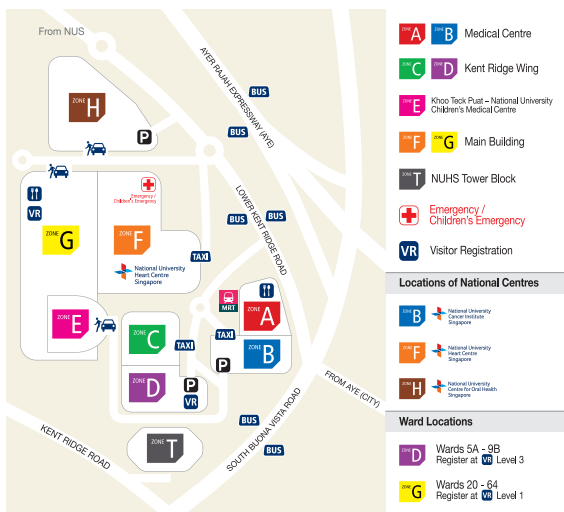 From NUS
AYER RAJAH EXPRESSWAY (AYE)
BUS
BUS
ZONE H
P
LOWER KENT RIDGE ROAD
BUS
BUS
Emergency /
Children's Emergency
VR
ZONE G
ZONE F
National University
Heart Centre
Singapore
TAXI
MRT
ZONE A
ZONE E
ZONE C
TAXI
TAXI
ZONE B
P
ZONE D
P
VR
FROM AYE (CITY)
BUS
BUS
SOUTH BUONA VISTA ROAD
KENT RIDGE ROAD
ZONE T
ZONE A ZONE B Medical Centre
ZONE C ZONE D Kent Ridge Wing
ZONE E Khoo Teck Puat – National University
Children's Medical Centre
ZONE F ZONE G Main Building
ZONE T NUHS Tower Block
Emergency /
Children's Emergency
VR Visitor Registration
Locations of National Centres
ZONE B National University
Cancer Institute
Singapore
ZONE F National University
Heart Centre
Singapore
ZONE H National University
Centre for Oral Health
Singapore
Ward Locations
ZONE D Wards 5A - 9B
Register at VR Level 3
ZONE G Wards 20 - 64
Register at VR Level 1